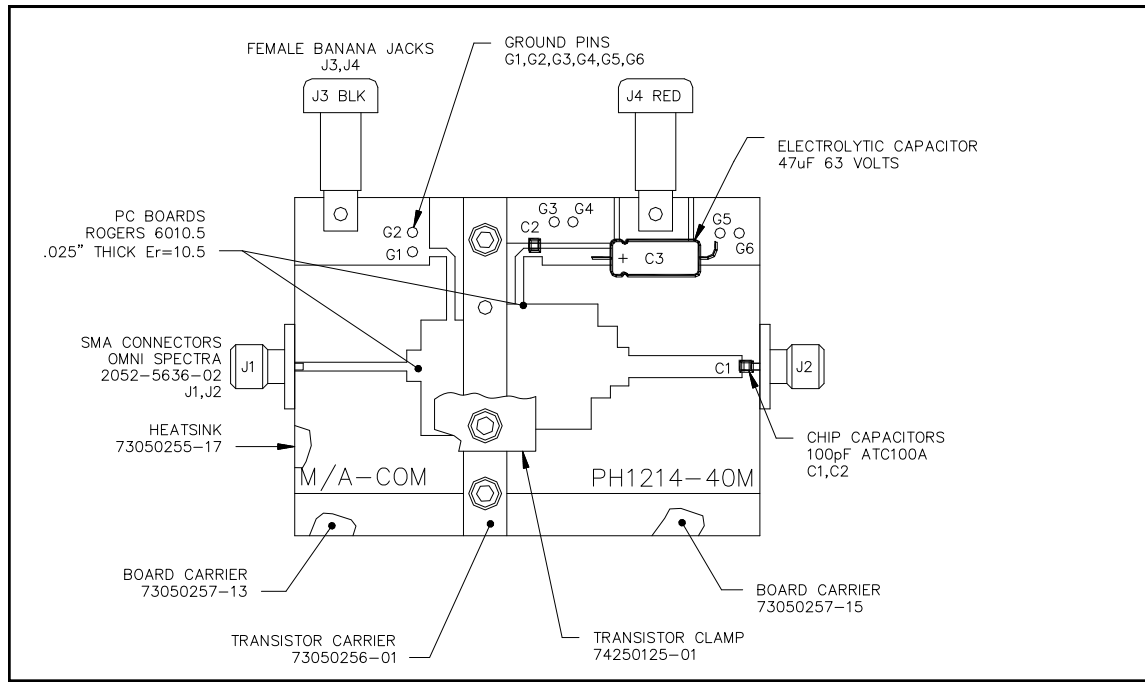 FEMALE BANANA JACKS
J3,J4
GROUND PINS
G1,G2,G3,G4,G5,G6
J3 BLK
J4 RED
ELECTROLYTIC CAPACITOR
47uF 63 VOLTS
PC BOARDS
ROGERS 6010.5
.025" THICK Er=10.5
G2
G1
G3
G4
C2
G5
G6
+
C3
SMA CONNECTORS
OMNI SPECTRA
2052-5636-02
J1,J2
J1
C1
J2
HEATSINK
73050255-17
CHIP CAPACITORS
100pF ATC100A
C1,C2
M/A-COM
PH1214-40M
BOARD CARRIER
73050257-13
BOARD CARRIER
73050257-15
TRANSISTOR CARRIER
73050256-01
TRANSISTOR CLAMP
74250125-01